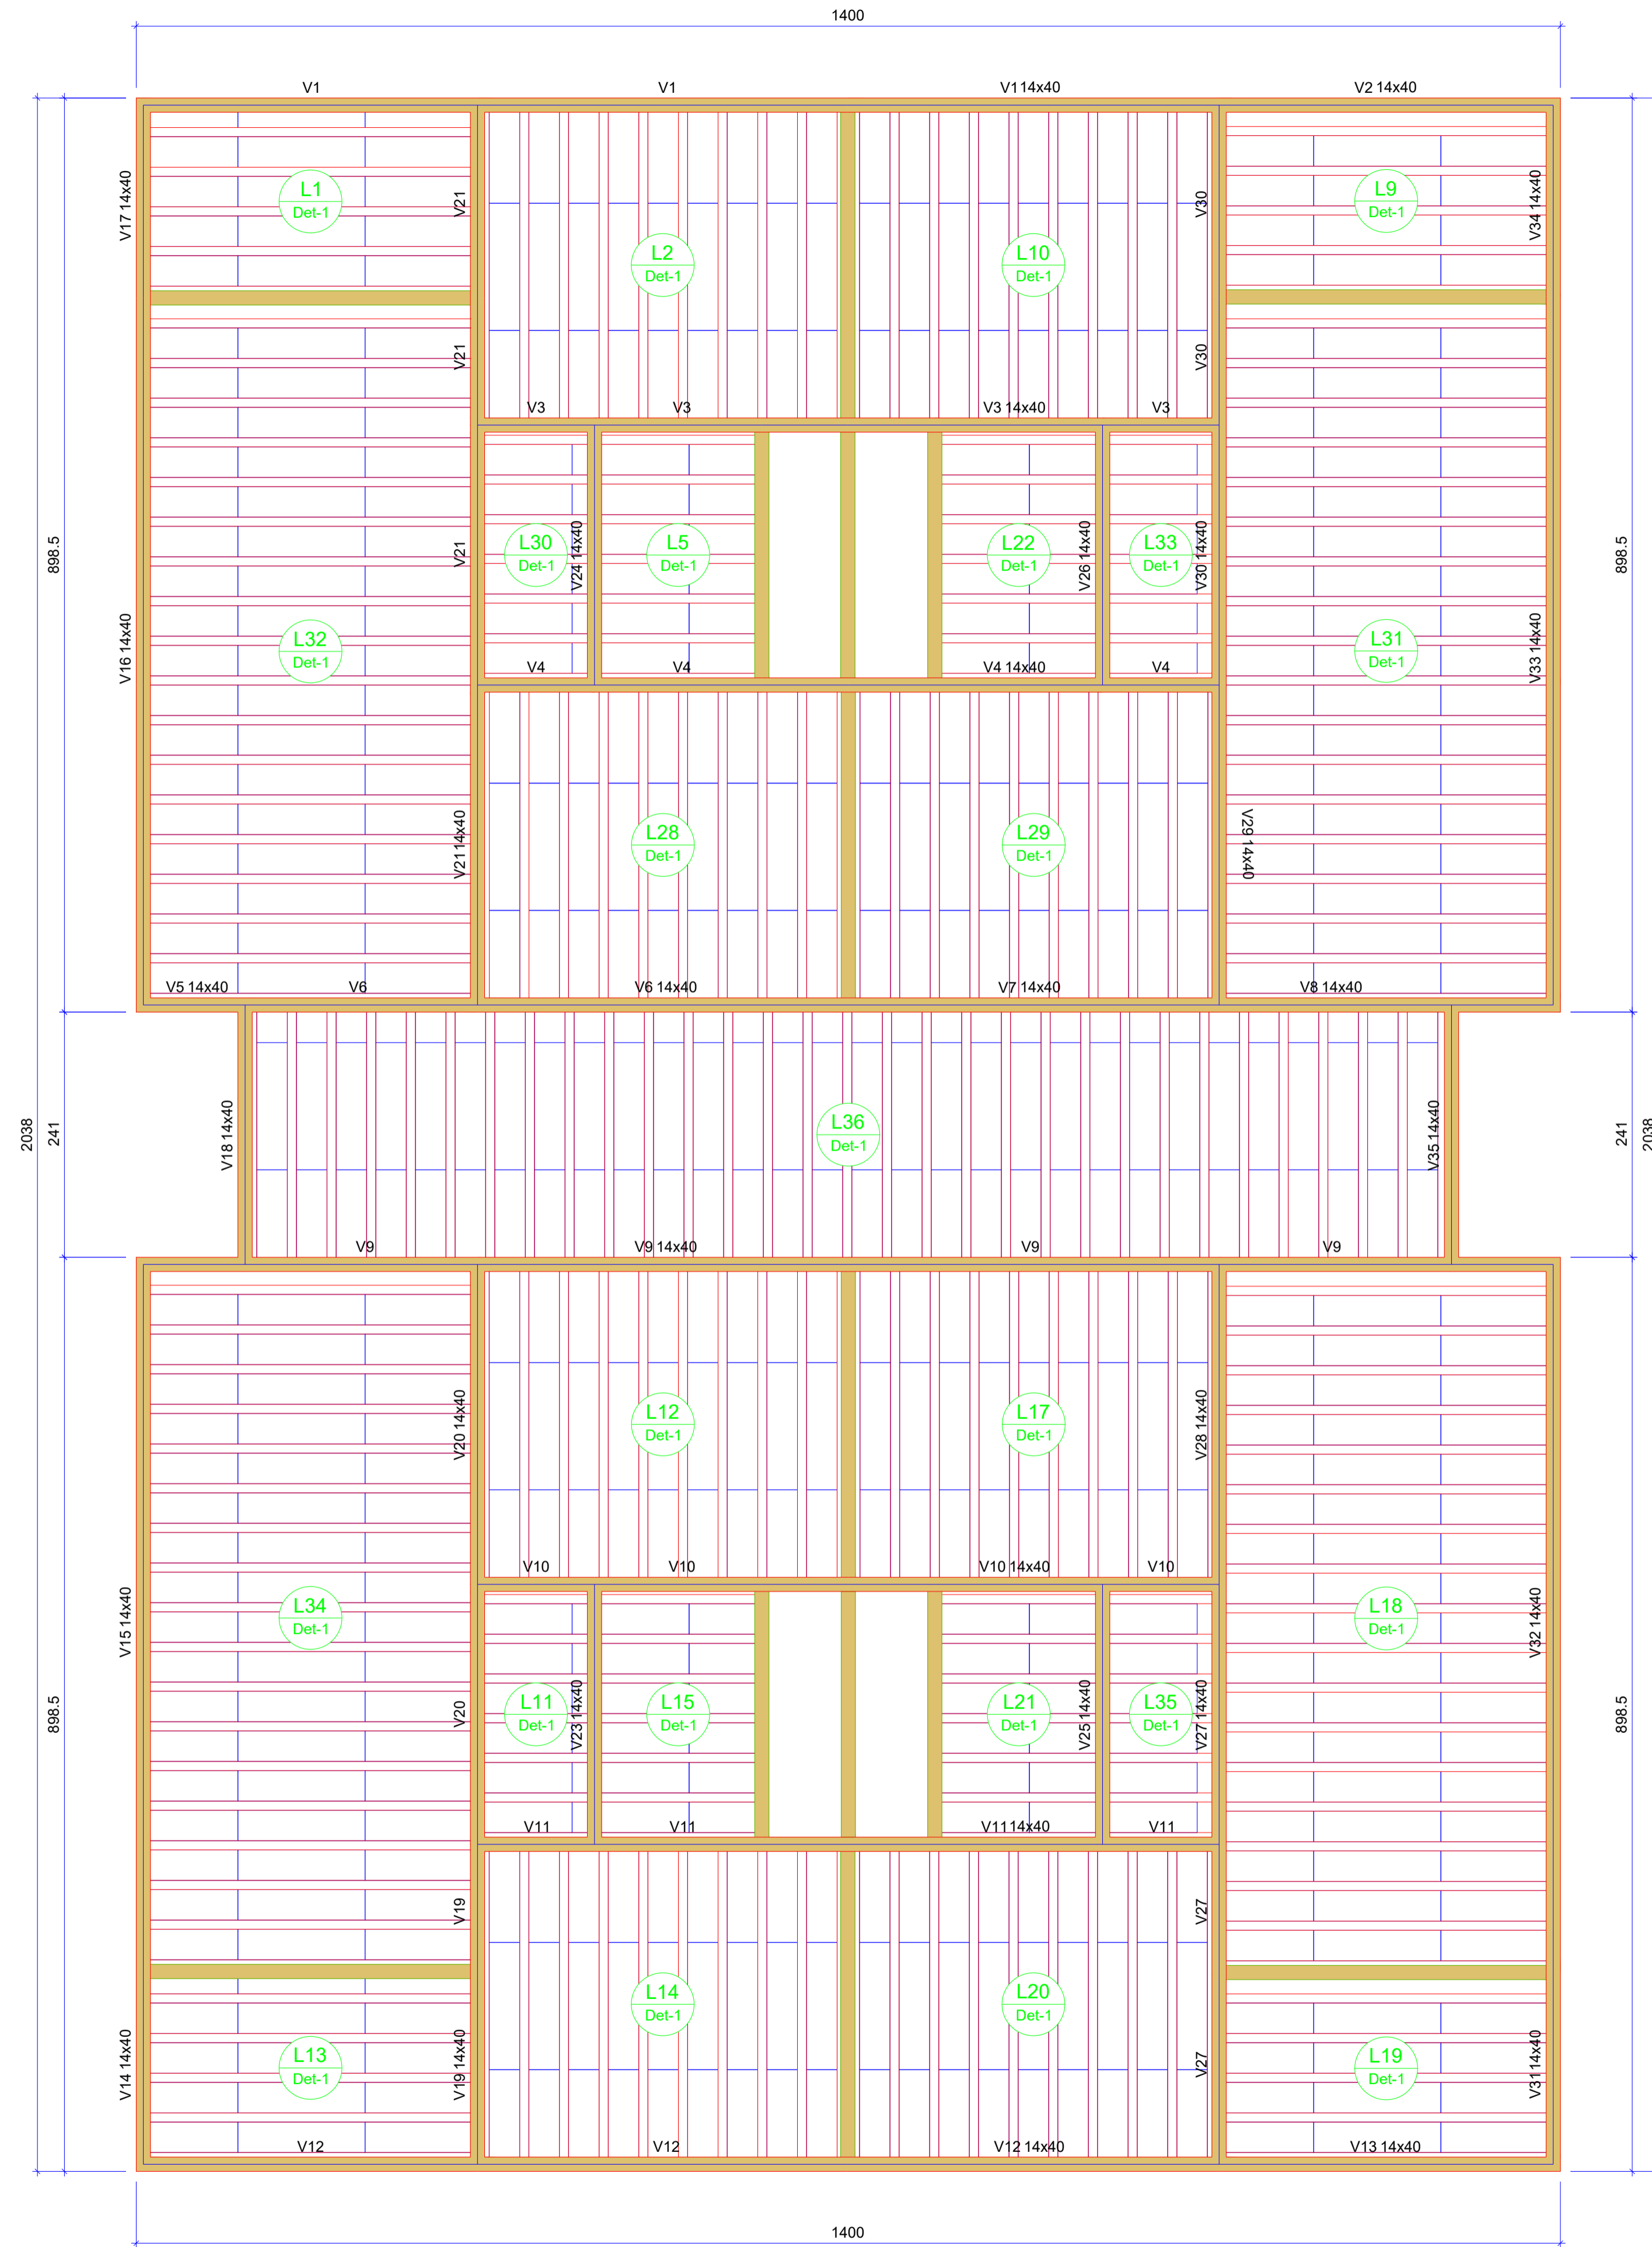 1400
V1 V1 V1 14x40 V2 14x40
V17 14x40
L1
Det-1
V21
L2
Det-1
L10
Det-1
V30
L9
Det-1
V34 14x40
V21
V30
V3 V3 V3 14x40 V3
898.5
V16 14x40
L32
Det-1
V21
L30
Det-1
V24 14x40
L5
Det-1
L22
Det-1
V26 14x40
L33
Det-1
V30 14x40
L31
Det-1
V33 14x40
898.5
V4 V4 V4 14x40 V4
V21 14x40
L28
Det-1
L29
Det-1
V29 14x40
V5 14x40 V6 V6 14x40 V7 14x40 V8 14x40
2038
241
V18 14x40
L36
Det-1
V35 14x40
241
2038
V9 V9 14x40 V9 V9
V20 14x40
L12
Det-1
L17
Det-1
V28 14x40
V10 V10 V10 14x40 V10
898.5
V15 14x40
L34
Det-1
V20
L11
Det-1
V23 14x40
L15
Det-1
L21
Det-1
V25 14x40
L35
Det-1
V27 14x40
L18
Det-1
V32 14x40
898.5
V11 V11 V11 14x40 V11
V19
V27
L14
Det-1
L20
Det-1
V14 14x40
L13
Det-1
V19 14x40
V27
L19
Det-1
V31 14x40
V12 V12 V12 14x40 V13 14x40
1400